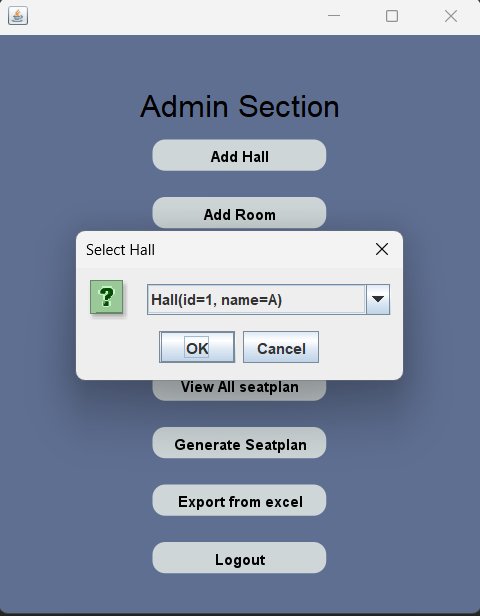 Admin Section
Add Hall
Add Room
Select Hall
?
Hall(id=1, name=A)
OK
Cancel
View All seatplan
Generate Seatplan
Export from excel
Logout